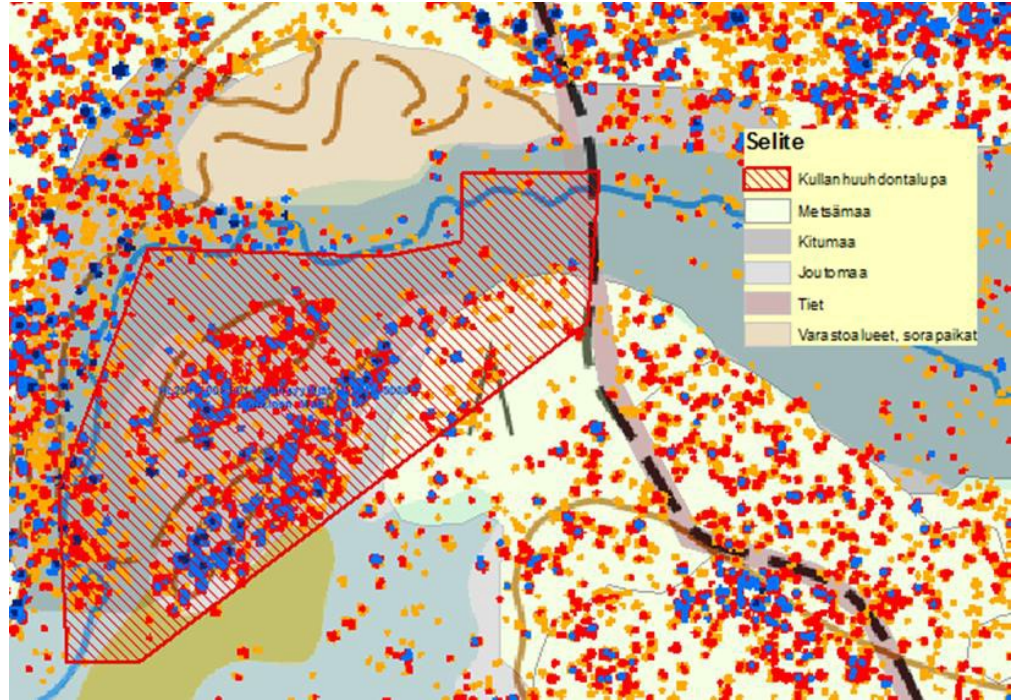 Selite
Kullanhuuhdontalupa
Metsämaa
Kitumaa
Joutomaa
Tiet
Varastoalueet, sorapaikat